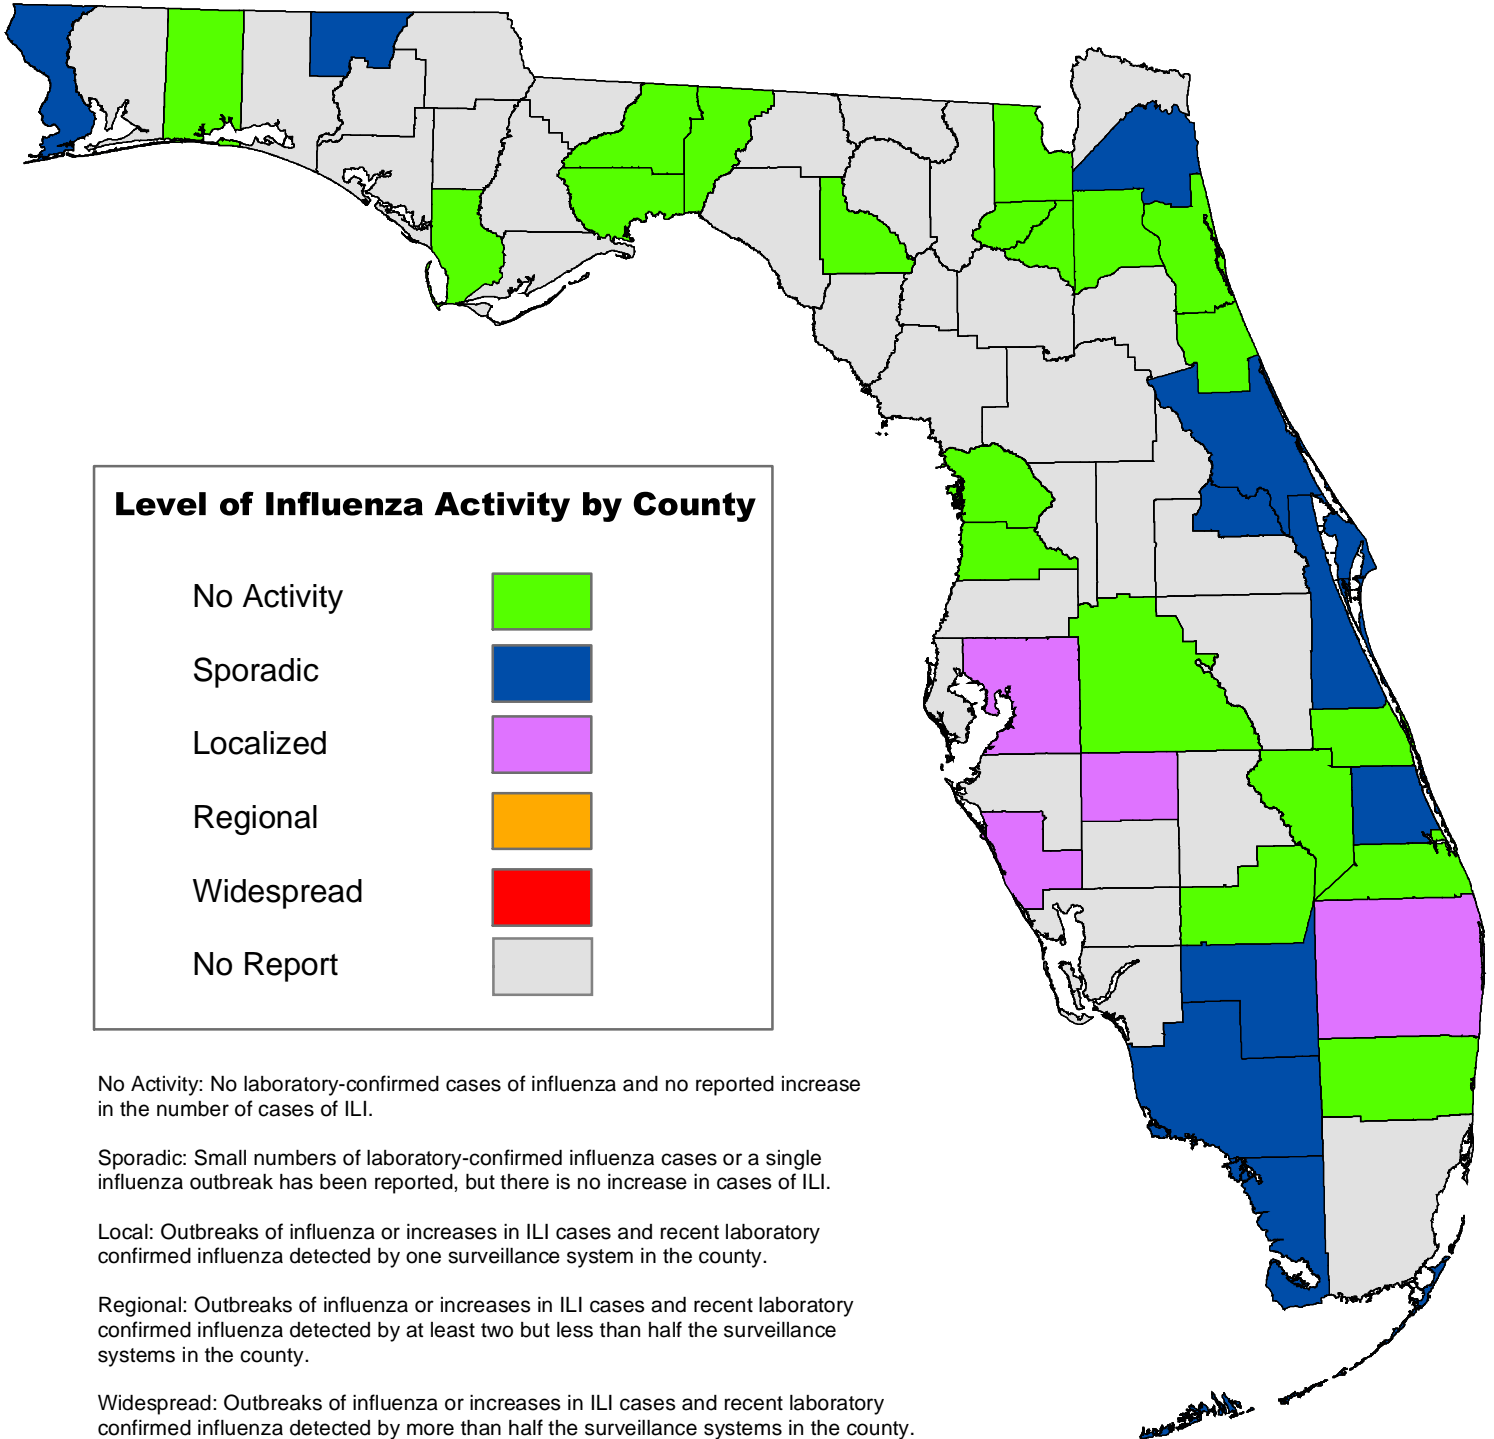 Level of Influenza Activity by County
No Activity
Sporadic
Localized
Regional
Widespread
No Report
No Activity: No laboratory-confirmed cases of influenza and no reported increase
in the number of cases of ILI.
Sporadic: Small numbers of laboratory-confirmed influenza cases or a single
influenza outbreak has been reported, but there is no increase in cases of ILI.
Local: Outbreaks of influenza or increases in ILI cases and recent laboratory
confirmed influenza detected by one surveillance system in the county.
Regional: Outbreaks of influenza or increases in ILI cases and recent laboratory
confirmed influenza detected by at least two but less than half the surveillance
systems in the county.
Widespread: Outbreaks of influenza or increases in ILI cases and recent laboratory
confirmed influenza detected by more than half the surveillance systems in the county.